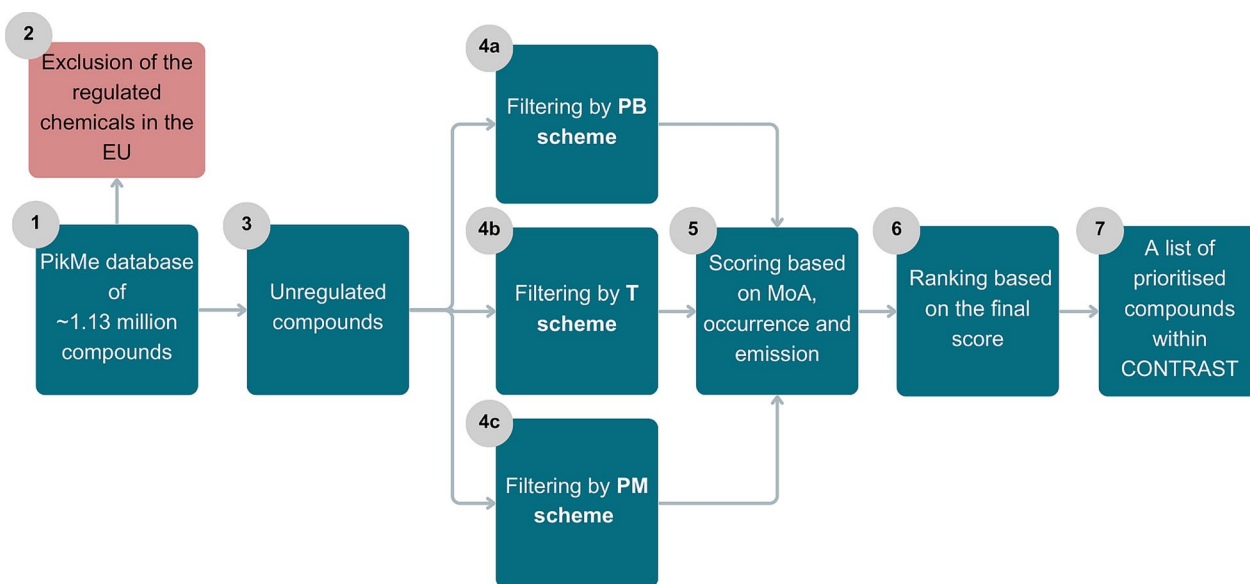 2
Exclusion of the
regulated
chemicals in the
EU
1
PikMe database
of
~1.13 million
compounds
3
Unregulated
compounds
4a
Filtering by PB
scheme
4b
Filtering by T
scheme
4c
Filtering by PM
scheme
5
Scoring based
on MoA,
occurrence and
emission
6
Ranking based
on the final
score
7
A list of
prioritised
compounds
within
CONTRAST